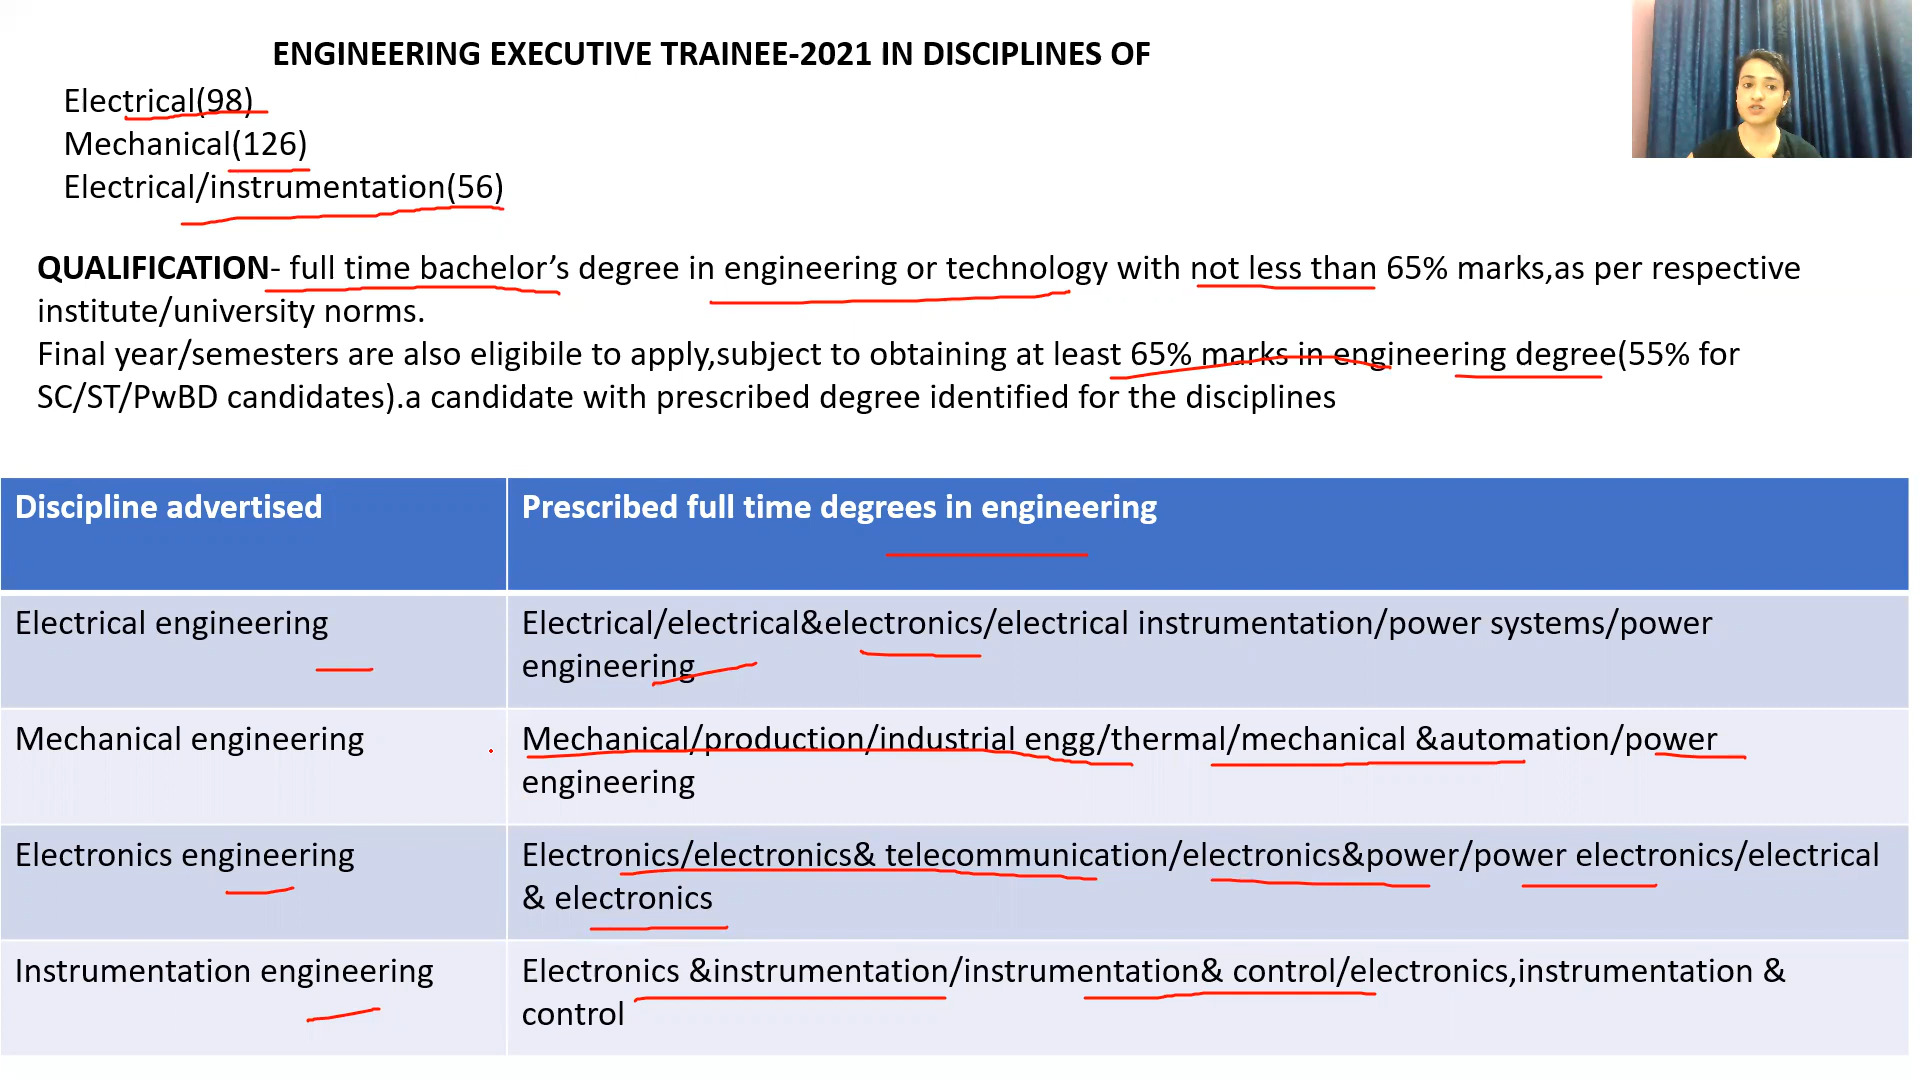 ENGINEERING EXECUTIVE TRAINEE-2021 IN DISCIPLINES OF
Electrical(98)
Mechanical(126)
Electrical/instrumentation(56)
QUALIFICATION- full time bachelor’s degree in engineering or technology with not less than 65% marks,as per respective
institute/university norms.
Final year/semesters are also eligibile to apply,subject to obtaining at least 65% marks in engineering degree(55% for
SC/ST/PwBD candidates).a candidate with prescribed degree identified for the disciplines
Discipline advertised
Prescribed full time degrees in engineering
Electrical engineering
Electrical/electrical&electronics/electrical instrumentation/power systems/power
engineering
Mechanical engineering
Mechanical/production/industrial engg/thermal/mechanical &automation/power
engineering
Electronics engineering
Electronics/electronics& telecommunication/electronics&power/power electronics/electrical
& electronics
Instrumentation engineering
Electronics &instrumentation/instrumentation& control/electronics,instrumentation &
control